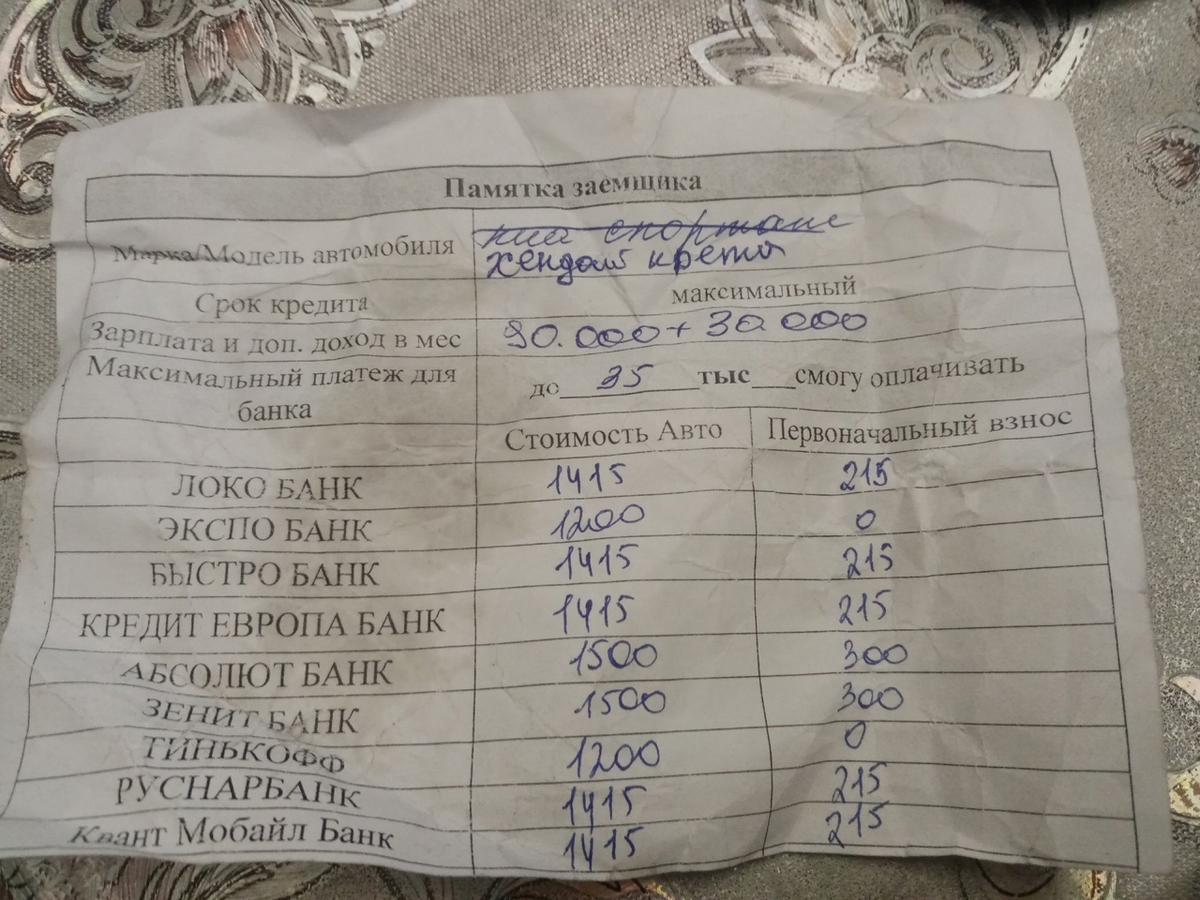 Памятка заемщика
Марка/Модель автомобиля киа спортаж
хендай крета
Срок кредита максимальный
Зарплата и доп. доход в мес 90.000 + 30.000
Максимальный платеж для банка до 35 тыс смогу оплачивать
Стоимость Авто Первоначальный взнос
ЛОКО БАНК 1415 215
ЭКСПО БАНК 1200 0
БЫСТРО БАНК 1415 215
КРЕДИТ ЕВРОПА БАНК 1415 215
АБСОЛЮТ БАНК 1500 300
ЗЕНИТ БАНК 1500 300
ТИНЬКОФФ 1200 0
РУСНАРБАНК 1415 215
Квант Мобайл Банк 1415 215